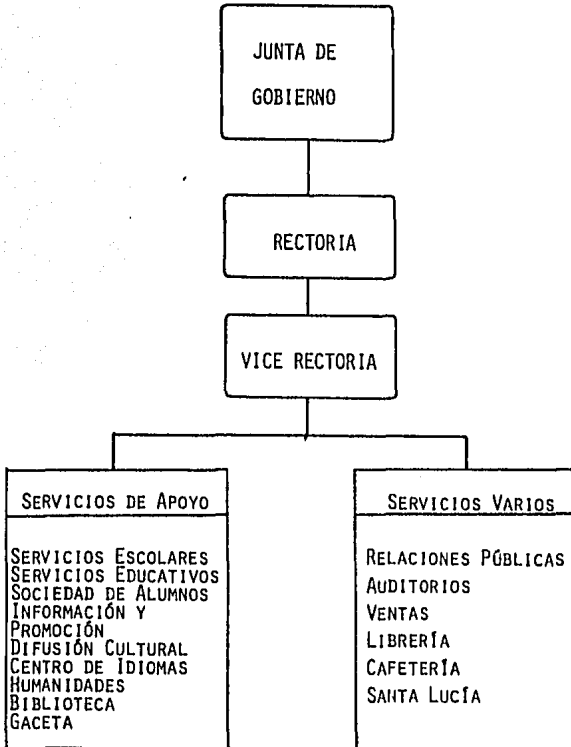 JUNTA DE
GOBIERNO
RECTORIA
VICE RECTORIA
SERVICIOS DE APOYO
SERVICIOS ESCOLARES
SERVICIOS EDUCATIVOS
SOCIEDAD DE ALUMNOS
INFORMACIÓN Y
PROMOCIÓN
DIFUSIÓN CULTURAL
CENTRO DE IDIOMAS
HUMANIDADES
BIBLIOTECA
GACETA
SERVICIOS VARIOS
RELACIONES PÚBLICAS
AUDITORIOS
VENTAS
LIBRERÍA
CAFETERÍA
SANTA LUCÍA